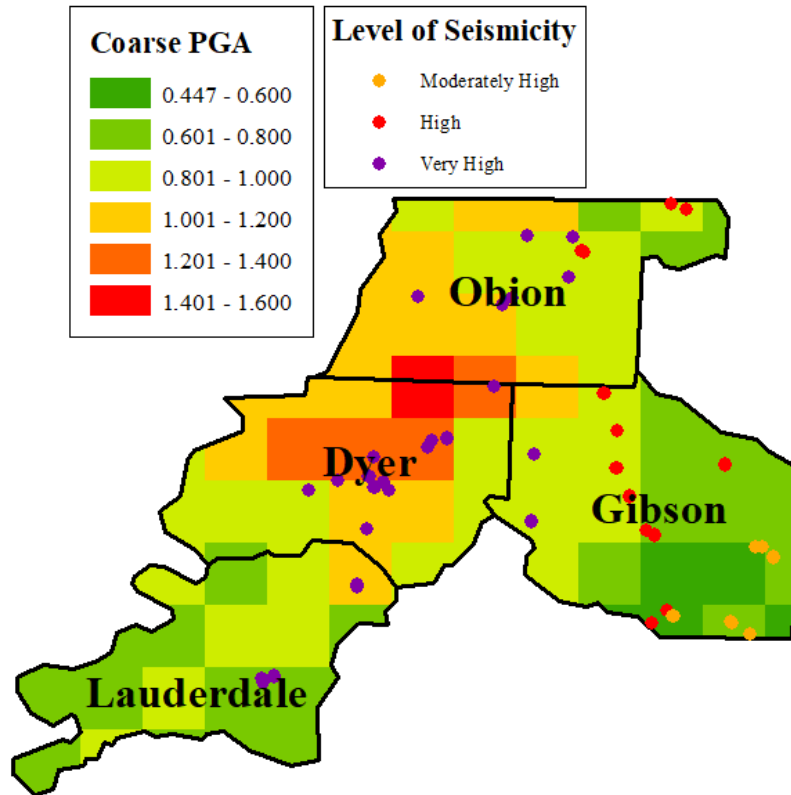 Coarse PGA
0.447 - 0.600
0.601 - 0.800
0.801 - 1.000
1.001 - 1.200
1.201 - 1.400
1.401 - 1.600
Level of Seismicity
Moderately High
High
Very High
Obion
Dyer
Gibson
Lauderdale